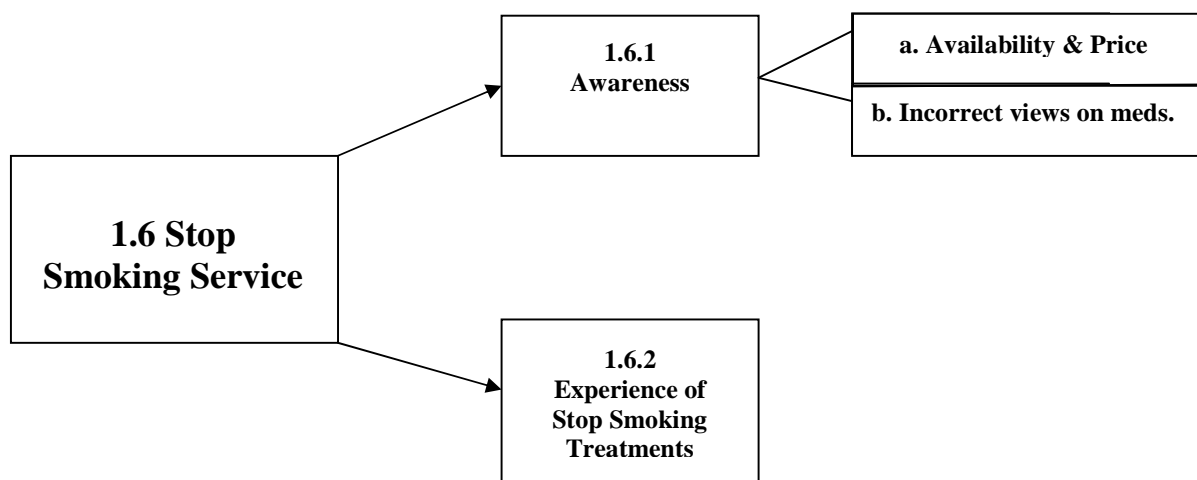 1.6.1
Awareness
a. Availability & Price
b. Incorrect views on meds.
1.6 Stop
Smoking Service
1.6.2
Experience of
Stop Smoking
Treatments